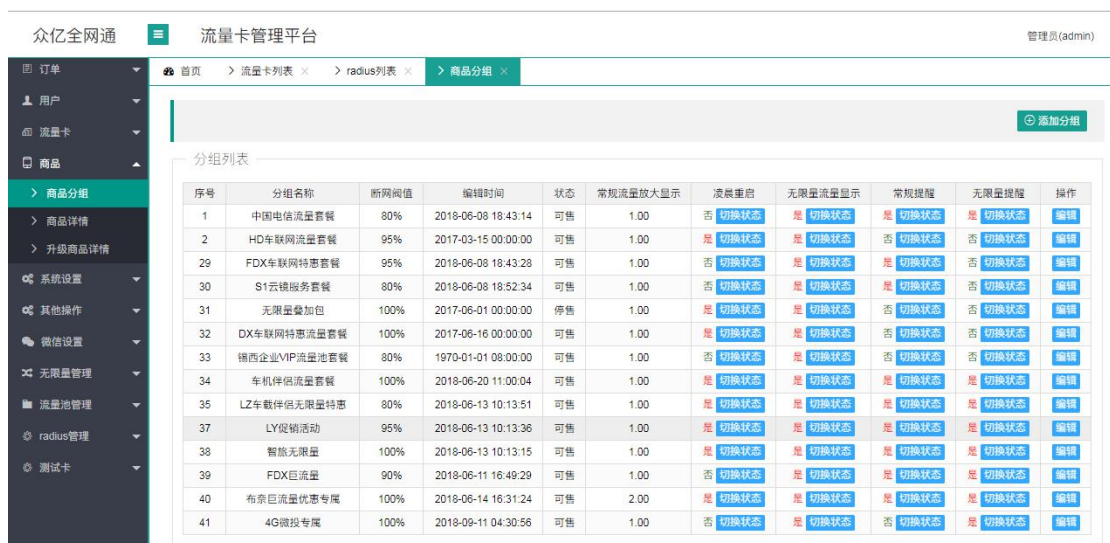 众亿全网通 流量卡管理平台 管理员(admin)
订单
用户
流量卡
商品
商品分组
商品详情
升级商品详情
系统设置
其他操作
微信设置
无限量管理
流量池管理
radius管理
测试卡
首页 流量卡列表 × radius列表 × 商品分组 ×
添加分组
分组列表
序号 分组名称 断网阀值 编辑时间 状态 常规流量放大显示 凌晨重启 无限量流量显示 常规提醒 无限量提醒 操作
1 中国电信流量套餐 80% 2018-06-08 18:43:14 可售 1.00 否 切换状态 是 切换状态 是 切换状态 是 切换状态 编辑
2 HD车联网流量套餐 95% 2017-03-15 00:00:00 可售 1.00 是 切换状态 是 切换状态 否 切换状态 否 切换状态 编辑
29 FDX车联网特惠套餐 95% 2018-06-08 18:43:28 可售 1.00 否 切换状态 是 切换状态 是 切换状态 否 切换状态 编辑
30 S1云镜服务套餐 80% 2018-06-08 18:52:34 可售 1.00 否 切换状态 是 切换状态 是 切换状态 否 切换状态 编辑
31 无限量叠加包 100% 2017-06-01 00:00:00 停售 1.00 是 切换状态 是 切换状态 否 切换状态 否 切换状态 编辑
32 DX车联网特惠流量套餐 100% 2017-06-16 00:00:00 可售 1.00 是 切换状态 是 切换状态 否 切换状态 否 切换状态 编辑
33 锡西企业VIP流量池套餐 80% 1970-01-01 08:00:00 可售 1.00 否 切换状态 是 切换状态 否 切换状态 否 切换状态 编辑
34 车机伴侣流量套餐 100% 2018-06-20 11:00:04 可售 1.00 是 切换状态 是 切换状态 是 切换状态 是 切换状态 编辑
35 LZ车载伴侣无限量特惠 80% 2018-06-13 10:13:51 可售 1.00 是 切换状态 是 切换状态 是 切换状态 是 切换状态 编辑
37 LY促销活动 95% 2018-06-13 10:13:36 可售 1.00 是 切换状态 是 切换状态 是 切换状态 是 切换状态 编辑
38 智旅无限量 100% 2018-06-13 10:13:15 可售 1.00 是 切换状态 是 切换状态 是 切换状态 是 切换状态 编辑
39 FDX巨流量 90% 2018-06-11 16:49:29 可售 1.00 否 切换状态 是 切换状态 是 切换状态 是 切换状态 编辑
40 布奈巨流量优惠专属 100% 2018-06-14 16:31:24 可售 2.00 是 切换状态 是 切换状态 是 切换状态 是 切换状态 编辑
41 4G微投专属 100% 2018-09-11 04:30:56 可售 1.00 否 切换状态 是 切换状态 否 切换状态 是 切换状态 编辑